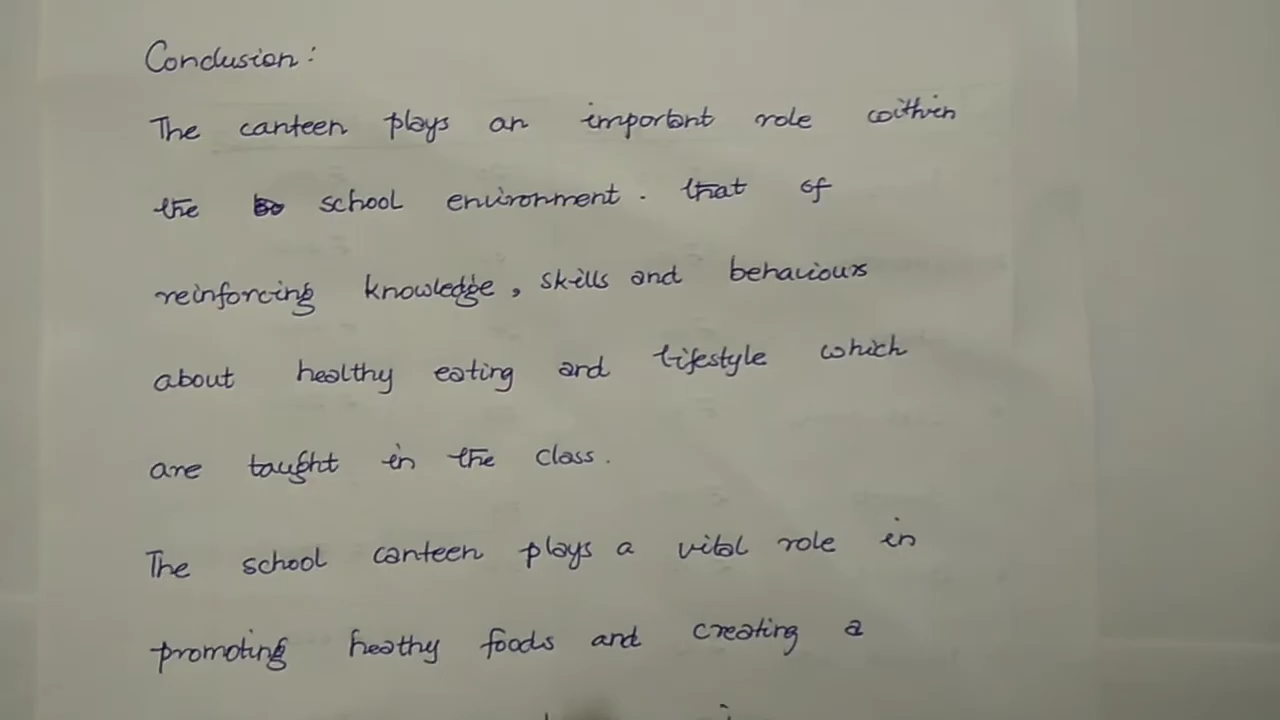 Conclusion:
The canteen plays an important role within
the school environment. that of
reinforcing knowledge, skills and behaviours
about healthy eating and lifestyle which
are taught in the class.
The school canteen plays a vital role in
promoting heathy foods and creating a